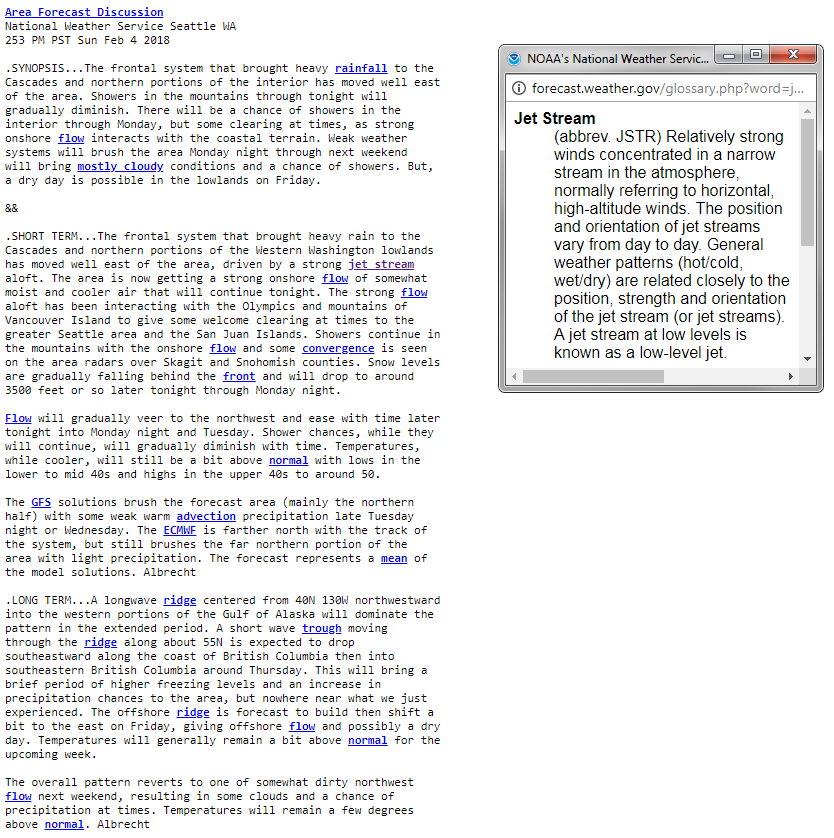 Area Forecast Discussion
National Weather Service Seattle WA
253 PM PST Sun Feb 4 2018
.SYNOPSIS...The frontal system that brought heavy rainfall to the
Cascades and northern portions of the interior has moved well east
of the area. Showers in the mountains through tonight will
gradually diminish. There will be a chance of showers in the
interior through Monday, but some clearing at times, as strong
onshore flow interacts with the coastal terrain. Weak weather
systems will brush the area Monday night through next weekend
will bring mostly cloudy conditions and a chance of showers. But,
a dry day is possible in the lowlands on Friday.
&&
.SHORT TERM...The frontal system that brought heavy rain to the
Cascades and northern portions of the Western Washington lowlands
has moved well east of the area, driven by a strong jet stream
aloft. The area is now getting a strong onshore flow of somewhat
moist and cooler air that will continue tonight. The strong flow
aloft has been interacting with the Olympics and mountains of
Vancouver Island to give some welcome clearing at times to the
greater Seattle area and the San Juan Islands. Showers continue in
the mountains with the onshore flow and some convergence is seen
on the area radars over Skagit and Snohomish counties. Snow levels
are gradually falling behind the front and will drop to around
3500 feet or so later tonight through Monday night.
Flow will gradually veer to the northwest and ease with time later
tonight into Monday night and Tuesday. Shower chances, while they
will continue, will gradually diminish with time. Temperatures,
while cooler, will still be a bit above normal with lows in the
lower to mid 40s and highs in the upper 40s to around 50.
The GFS solutions brush the forecast area (mainly the northern
half) with some weak warm advection precipitation late Tuesday
night or Wednesday. The ECMWF is farther north with the track of
the system, but still brushes the far northern portion of the
area with light precipitation. The forecast represents a mean of
the model solutions. Albrecht
.LONG TERM...A longwave ridge centered from 40N 130W northwestward
into the western portions of the Gulf of Alaska will dominate the
pattern in the extended period. A short wave trough moving
through the ridge along about 55N is expected to drop
southeastward along the coast of British Columbia then into
southeastern British Columbia around Thursday. This will bring a
brief period of higher freezing levels and an increase in
precipitation chances to the area, but nowhere near what we just
experienced. The offshore ridge is forecast to build then shift a
bit to the east on Friday, giving offshore flow and possibly a dry
day. Temperatures will generally remain a bit above normal for the
upcoming week.
The overall pattern reverts to one of somewhat dirty northwest
flow next weekend, resulting in some clouds and a chance of
precipitation at times. Temperatures will remain a few degrees
above normal. Albrecht
NOAA's National Weather Servic...
forecast.weather.gov/glossary.php?word=j...
Jet Stream
(abbrev. JSTR) Relatively strong
winds concentrated in a narrow
stream in the atmosphere,
normally referring to horizontal,
high-altitude winds. The position
and orientation of jet streams
vary from day to day. General
weather patterns (hot/cold,
wet/dry) are related closely to the
position, strength and orientation
of the jet stream (or jet streams).
A jet stream at low levels is
known as a low-level jet.